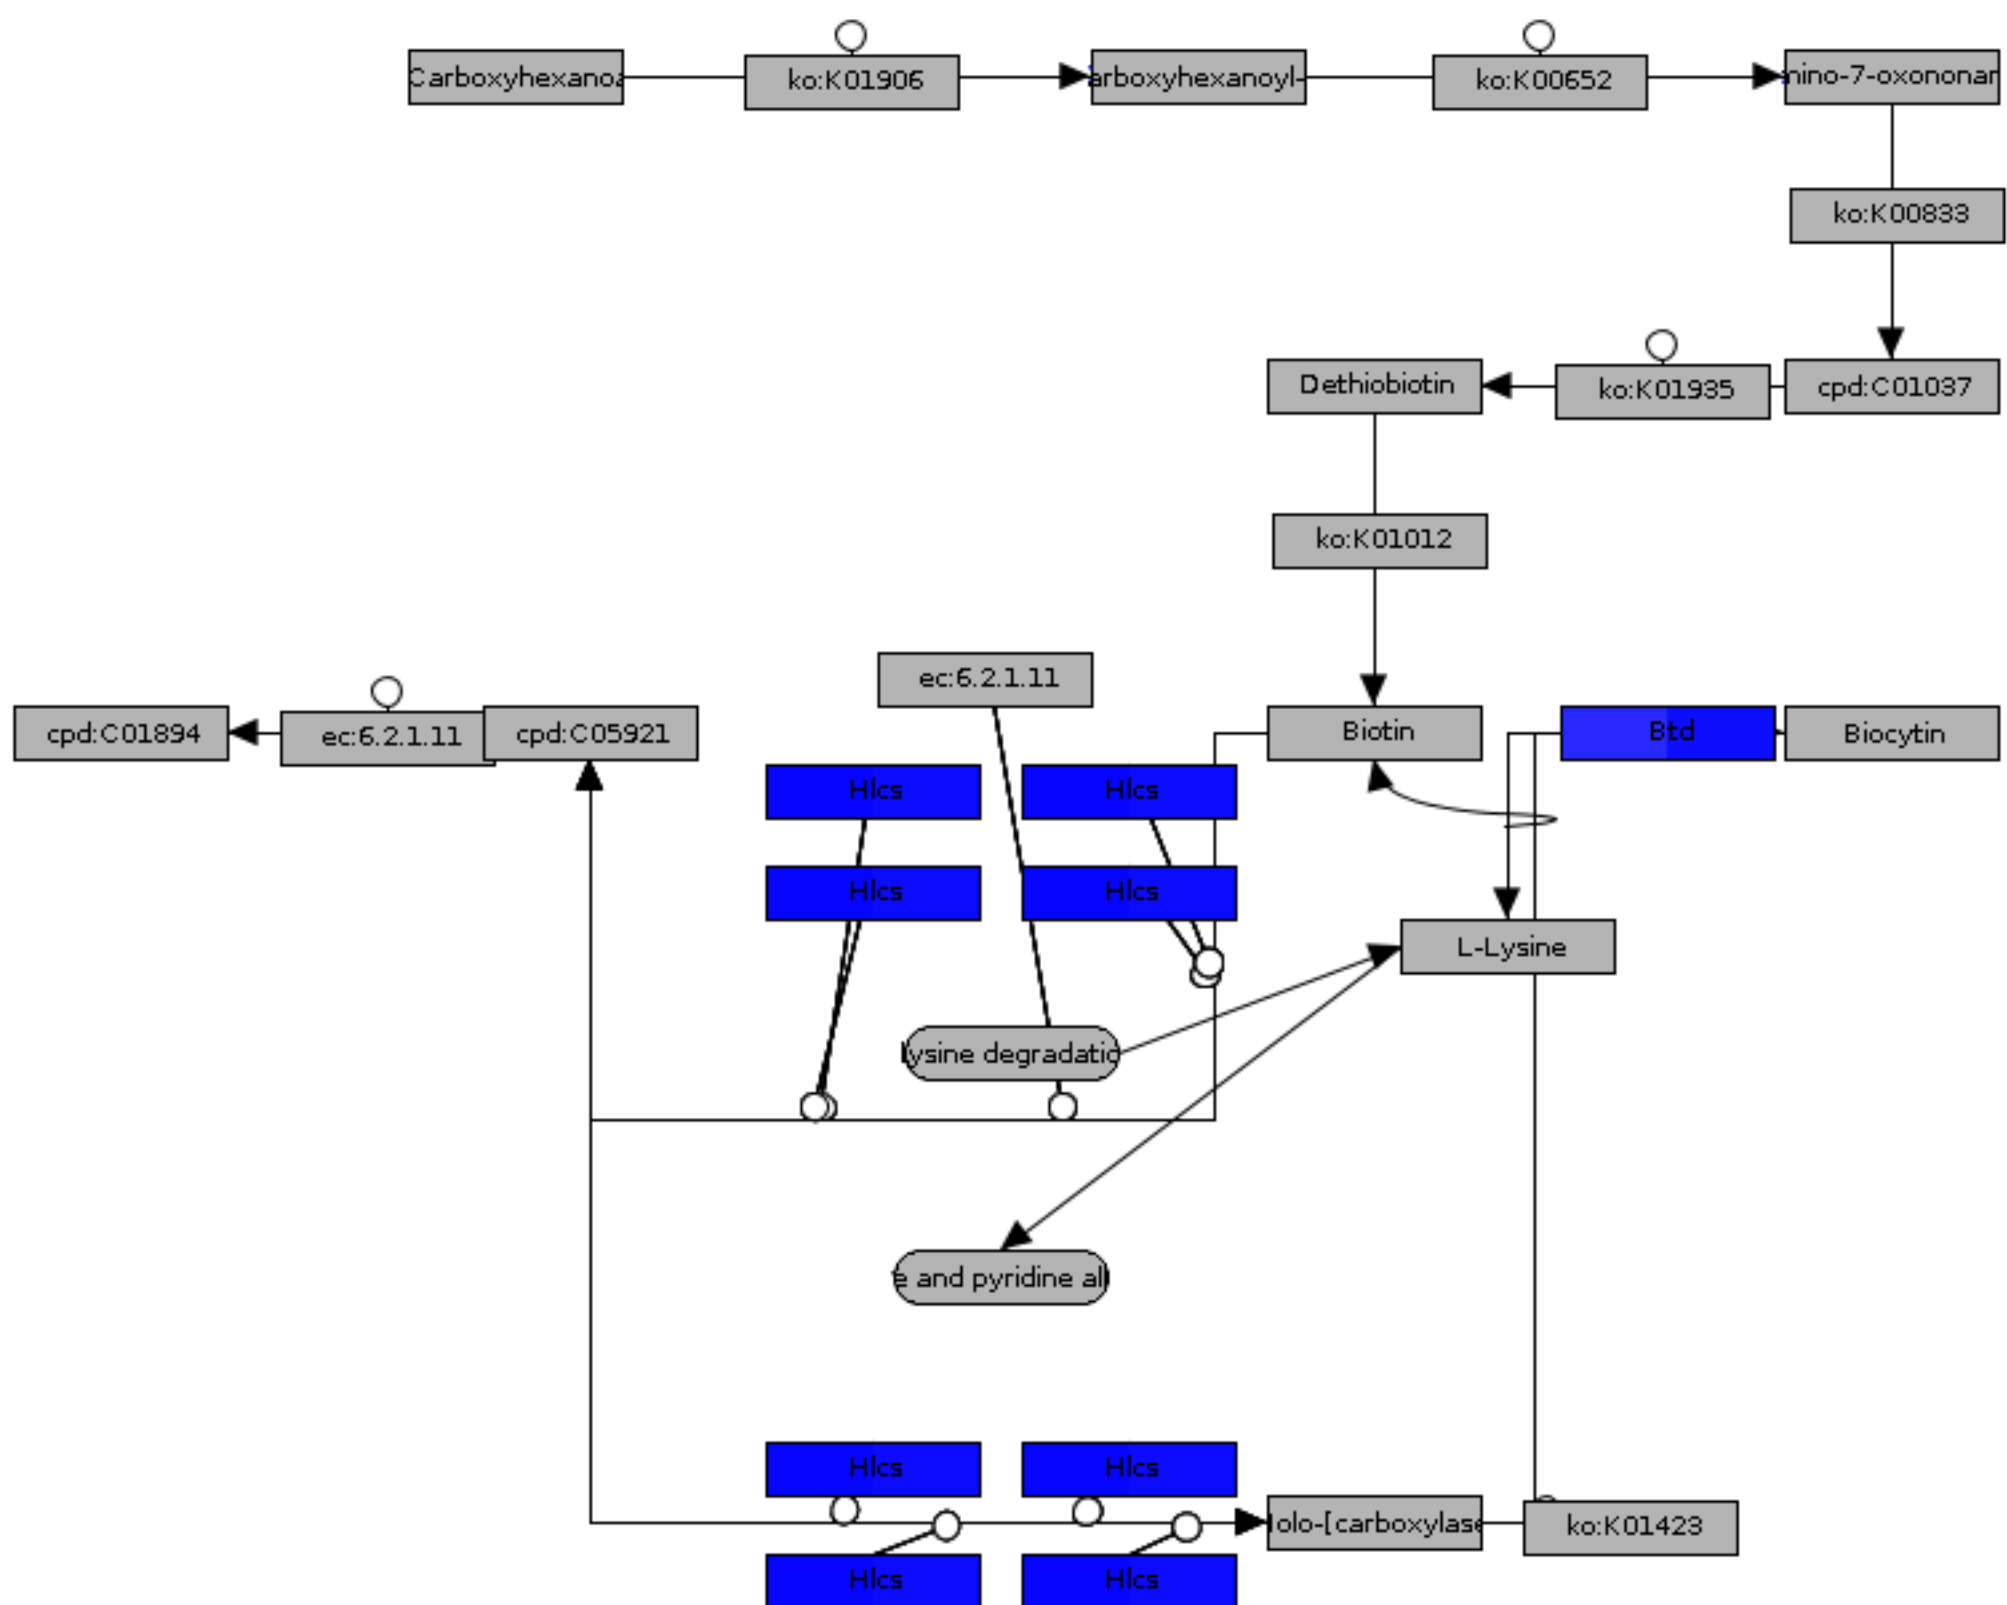 Carboxyhexanoa
ko:K01906
arboxyhexanoyl-
ko:K00652
nino-7-oxononan
ko:K00833
Dethiobiotin
ko:K01935
cpd:C01037
ko:K01012
ec:6.2.1.11
cpd:C01894
ec:6.2.1.11
cpd:C05921
Biotin
Btd
Biocytin
Hlcs
Hlcs
Hlcs
Hlcs
L-Lysine
lysine degradatio
e and pyridine al
Hlcs
Hlcs
olo-[carboxylase
ko:K01423
Hlcs
Hlcs